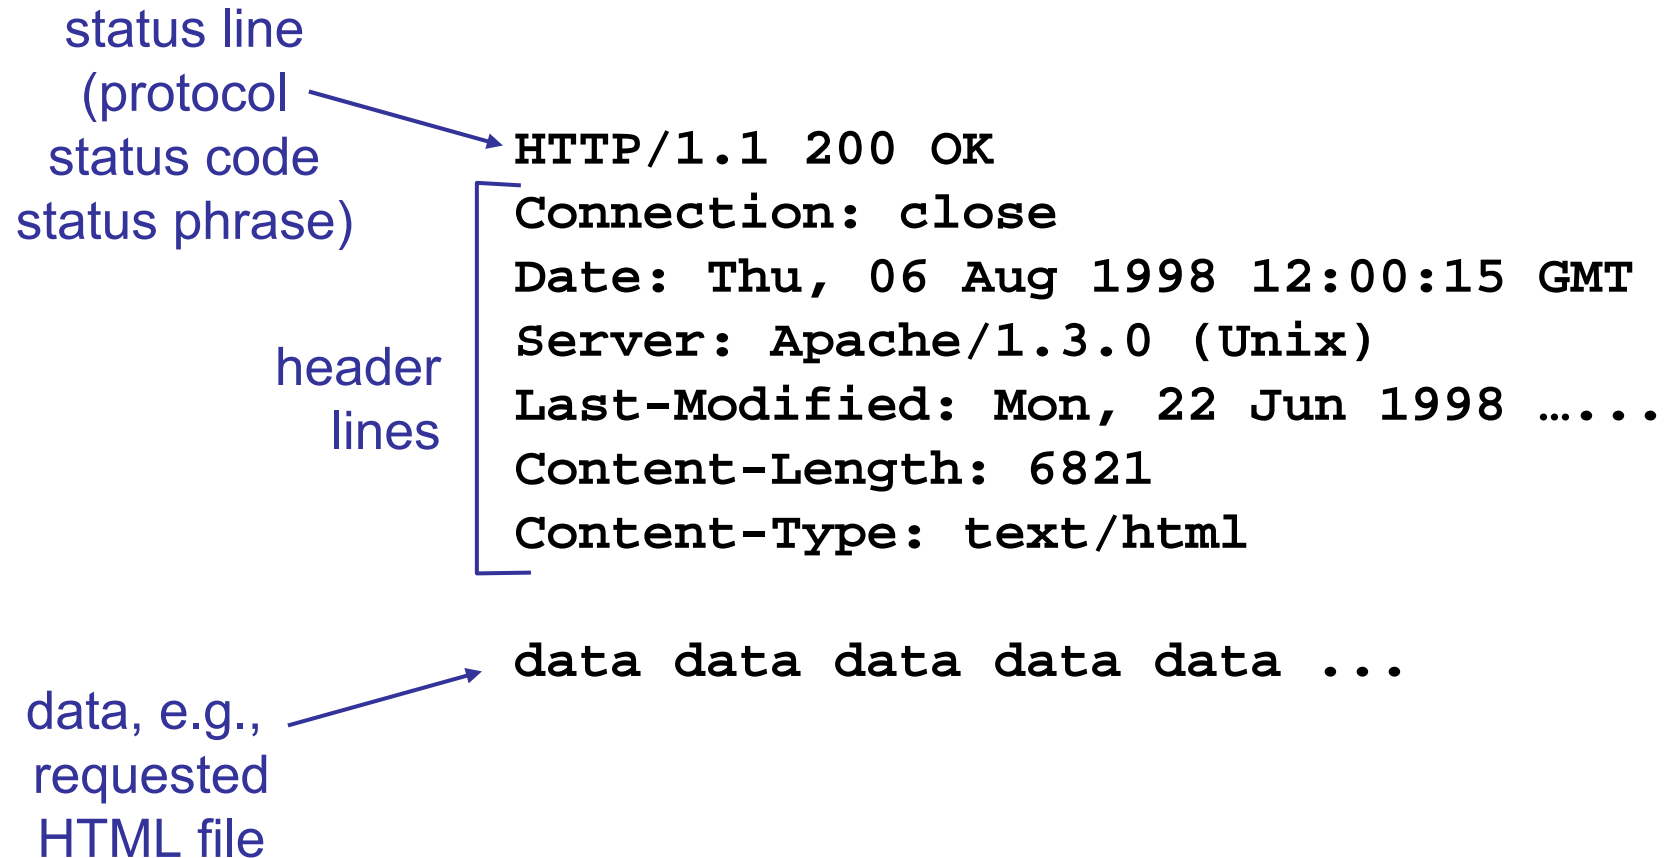 status line
(protocol
status code
status phrase)
HTTP/1.1 200 OK
Connection: close
Date: Thu, 06 Aug 1998 12:00:15 GMT
Server: Apache/1.3.0 (Unix)
Last-Modified: Mon, 22 Jun 1998 …...
Content-Length: 6821
Content-Type: text/html
header
lines
data data data data data ...
data, e.g.,
requested
HTML file